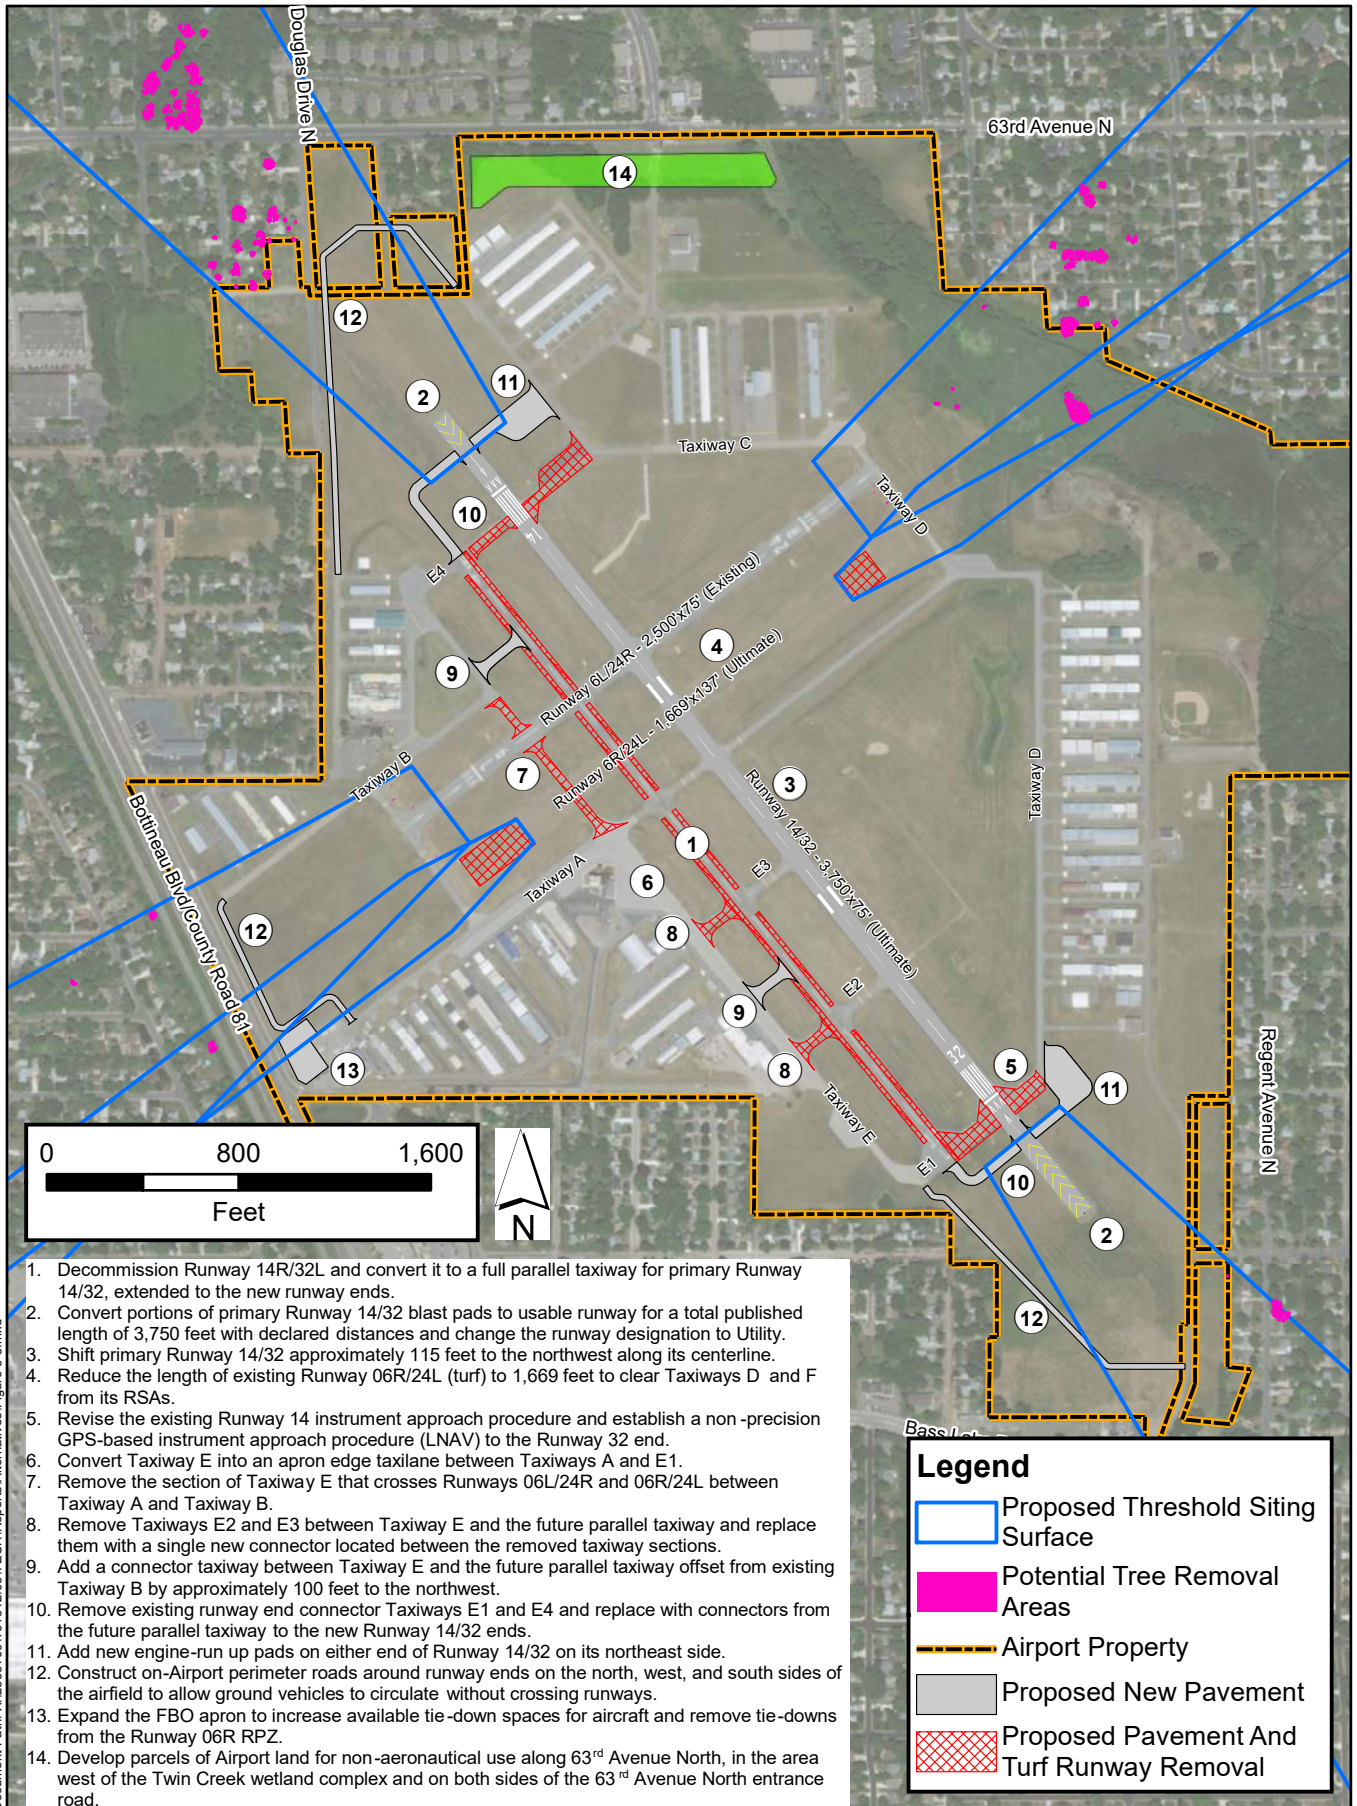 Douglas Drive N
63rd Avenue N
14
12
2
11
Taxiway C
Taxiway D
10
14
E4
Runway 6L/24R - 2,500'x75' (Existing)
4
9
Runway 6R/24L - 1,669'x137' (Ultimate)
Taxiway B
7
3
Runway 14/32 - 3,750'x75' (Ultimate)
Taxiway D
Bottineau Blvd/County Road 81
1
E3
Taxiway A
6
12
8
E2
9
32
5
13
8
11
Regent Avenue N
Taxiway E
E1
10
2
12
Bass
0 800 1,600
Feet
N
1. Decommission Runway 14R/32L and convert it to a full parallel taxiway for primary Runway
14/32, extended to the new runway ends.
2. Convert portions of primary Runway 14/32 blast pads to usable runway for a total published
length of 3,750 feet with declared distances and change the runway designation to Utility.
3. Shift primary Runway 14/32 approximately 115 feet to the northwest along its centerline.
4. Reduce the length of existing Runway 06R/24L (turf) to 1,669 feet to clear Taxiways D and F
from its RSAs.
5. Revise the existing Runway 14 instrument approach procedure and establish a non-precision
GPS-based instrument approach procedure (LNAV) to the Runway 32 end.
6. Convert Taxiway E into an apron edge taxilane between Taxiways A and E1.
7. Remove the section of Taxiway E that crosses Runways 06L/24R and 06R/24L between
Taxiway A and Taxiway B.
8. Remove Taxiways E2 and E3 between Taxiway E and the future parallel taxiway and replace
them with a single new connector located between the removed taxiway sections.
9. Add a connector taxiway between Taxiway E and the future parallel taxiway offset from existing
Taxiway B by approximately 100 feet to the northwest.
10. Remove existing runway end connector Taxiways E1 and E4 and replace with connectors from
the future parallel taxiway to the new Runway 14/32 ends.
11. Add new engine-run up pads on either end of Runway 14/32 on its northeast side.
12. Construct on-Airport perimeter roads around runway ends on the north, west, and south sides of
the airfield to allow ground vehicles to circulate without crossing runways.
13. Expand the FBO apron to increase available tie-down spaces for aircraft and remove tie-downs
from the Runway 06R RPZ.
14. Develop parcels of Airport land for non-aeronautical use along 63rd Avenue North, in the area
west of the Twin Creek wetland complex and on both sides of the 63rd Avenue North entrance
road.
Legend
Proposed Threshold Siting
Surface
Potential Tree Removal
Areas
Airport Property
Proposed New Pavement
Proposed Pavement And
Turf Runway Removal